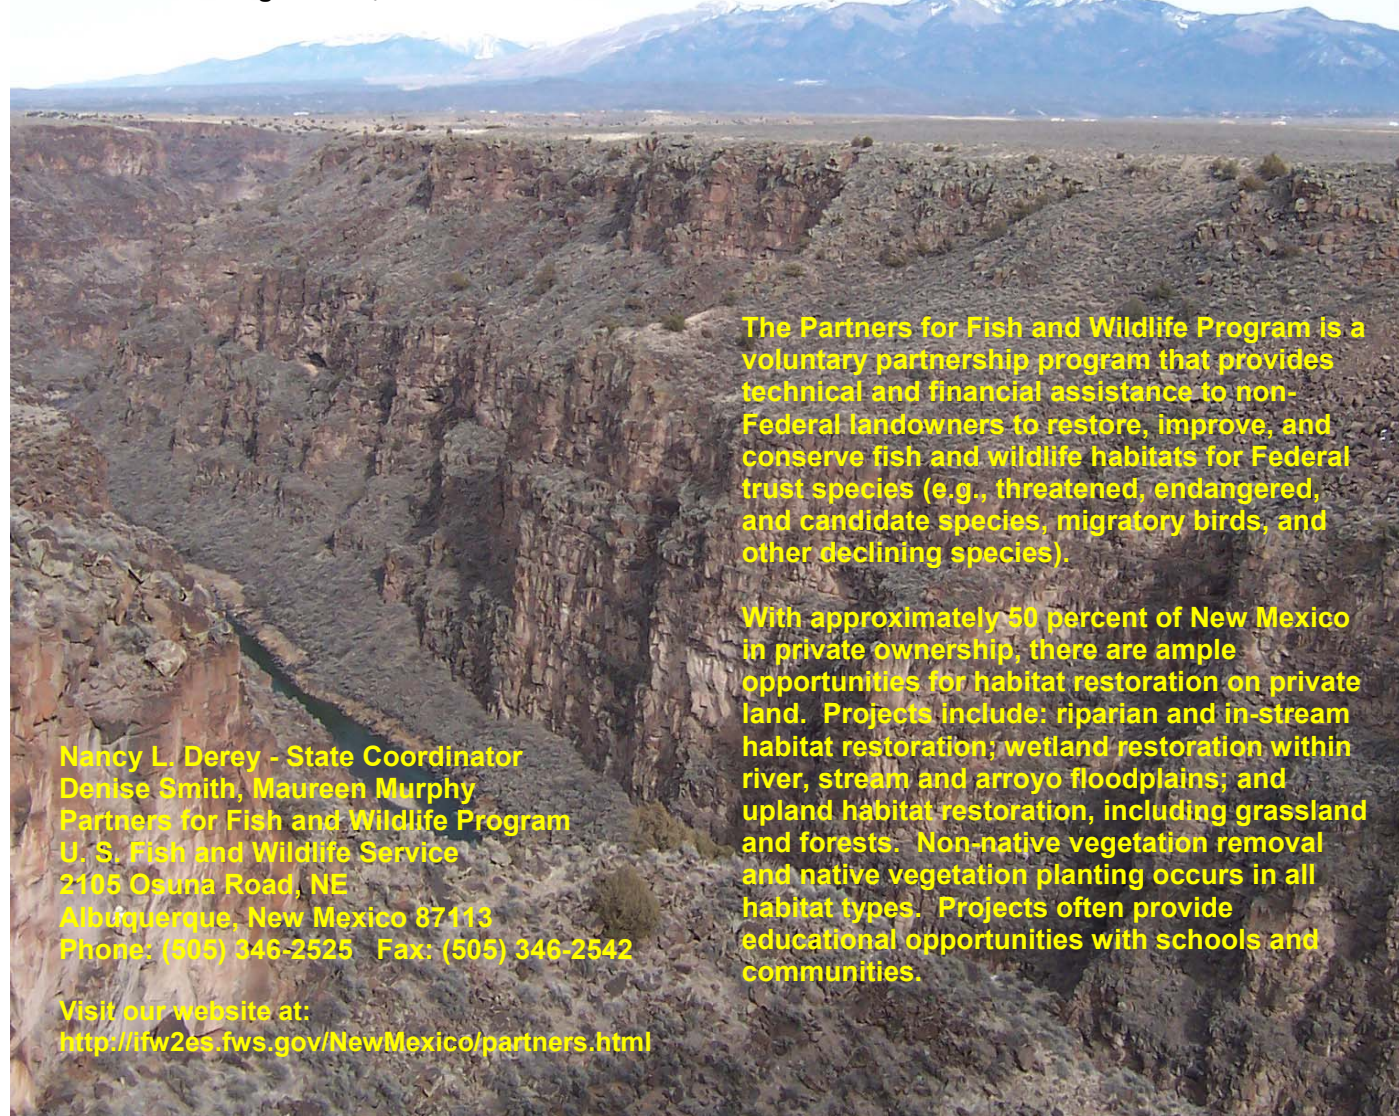 The Partners for Fish and Wildlife Program is a
voluntary partnership program that provides
technical and financial assistance to non-
Federal landowners to restore, improve, and
conserve fish and wildlife habitats for Federal
trust species (e.g., threatened, endangered,
and candidate species, migratory birds, and
other declining species).
With approximately 50 percent of New Mexico
in private ownership, there are ample
opportunities for habitat restoration on private
land.  Projects include: riparian and in-stream
habitat restoration; wetland restoration within
river, stream and arroyo floodplains; and
upland habitat restoration, including grassland
and forests.  Non-native vegetation removal
and native vegetation planting occurs in all
habitat types.  Projects often provide
educational opportunities with schools and
communities.
Nancy L. Derey - State Coordinator
Denise Smith, Maureen Murphy
Partners for Fish and Wildlife Program
U. S. Fish and Wildlife Service
2105 Osuna Road, NE
Albuquerque, New Mexico 87113
Phone: (505) 346-2525   Fax: (505) 346-2542
Visit our website at:
http://ifw2es.fws.gov/NewMexico/partners.html